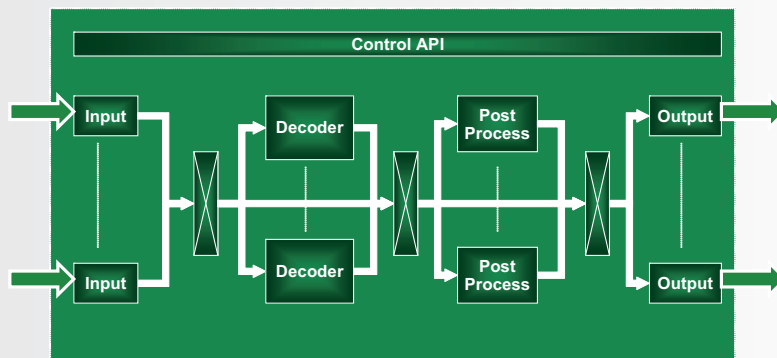 Control API
Input
Decoder
Post
Process
Output
Input
Decoder
Post
Process
Output